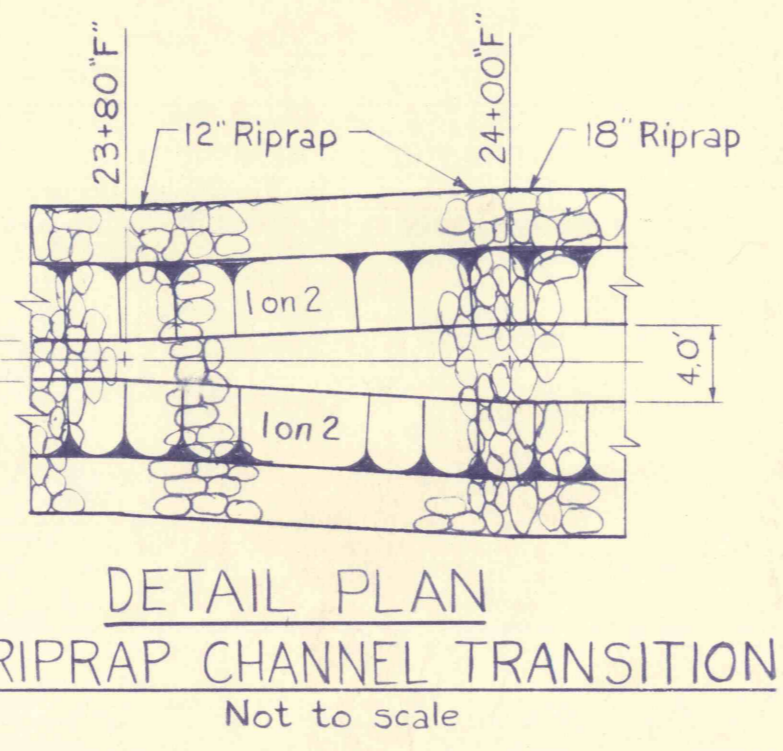 23+80 "F"
24+00 "F"
12" Riprap
18" Riprap
1 on 2
4.0'
1 on 2
DETAIL PLAN
RIPRAP CHANNEL TRANSITION
Not to scale